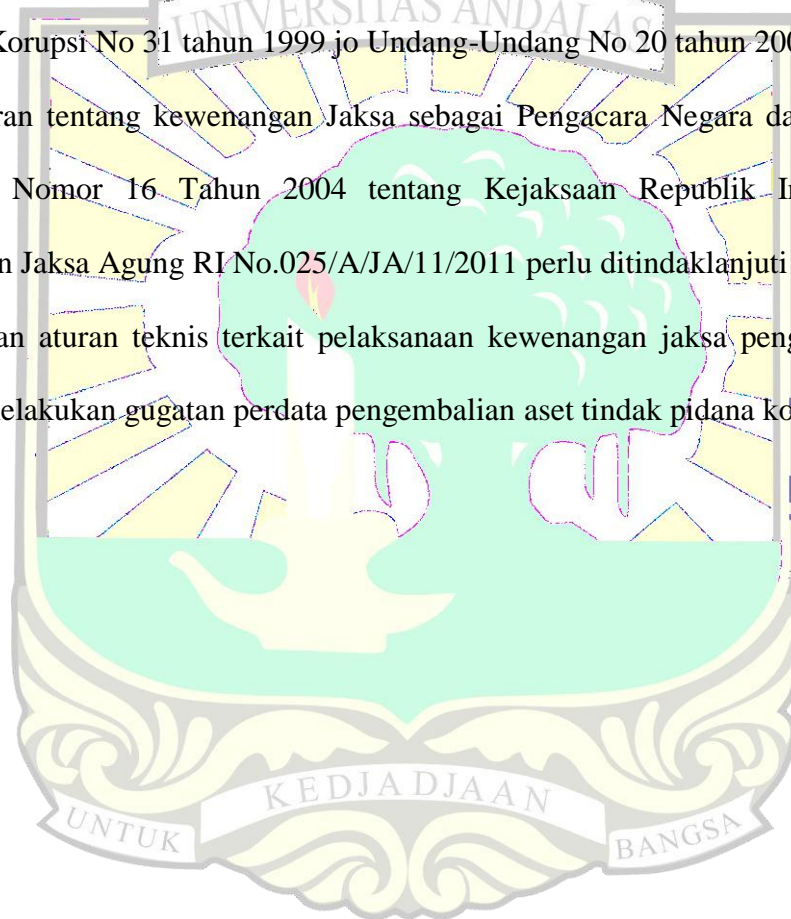 UNIVERSITAS ANDALAS
Korupsi No 31 tahun 1999 jo Undang-Undang No 20 tahun 200
ran tentang kewenangan Jaksa sebagai Pengacara Negara da
Nomor 16 Tahun 2004 tentang Kejaksaan Republik In
n Jaksa Agung RI No.025/A/JA/11/2011 perlu ditindaklanjuti
an aturan teknis terkait pelaksanaan kewenangan jaksa peng
elakukan gugatan perdata pengembalian aset tindak pidana ko
KEDJADJAAN
UNTUK
BANGSA